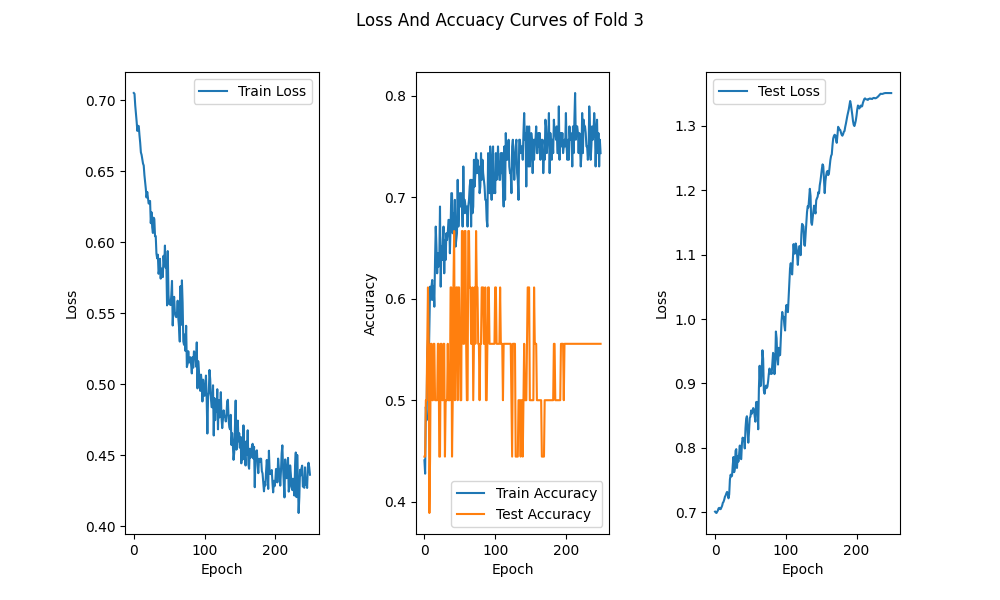 Loss And Accuacy Curves of Fold 3
Loss
0.70
0.65
0.60
0.55
0.50
0.45
0.40
Train Loss
0
100
200
Epoch
Accuracy
0.8
0.7
0.6
0.5
0.4
Train Accuracy
Test Accuracy
0
100
200
Epoch
Loss
1.3
1.2
1.1
1.0
0.9
0.8
0.7
Test Loss
0
100
200
Epoch